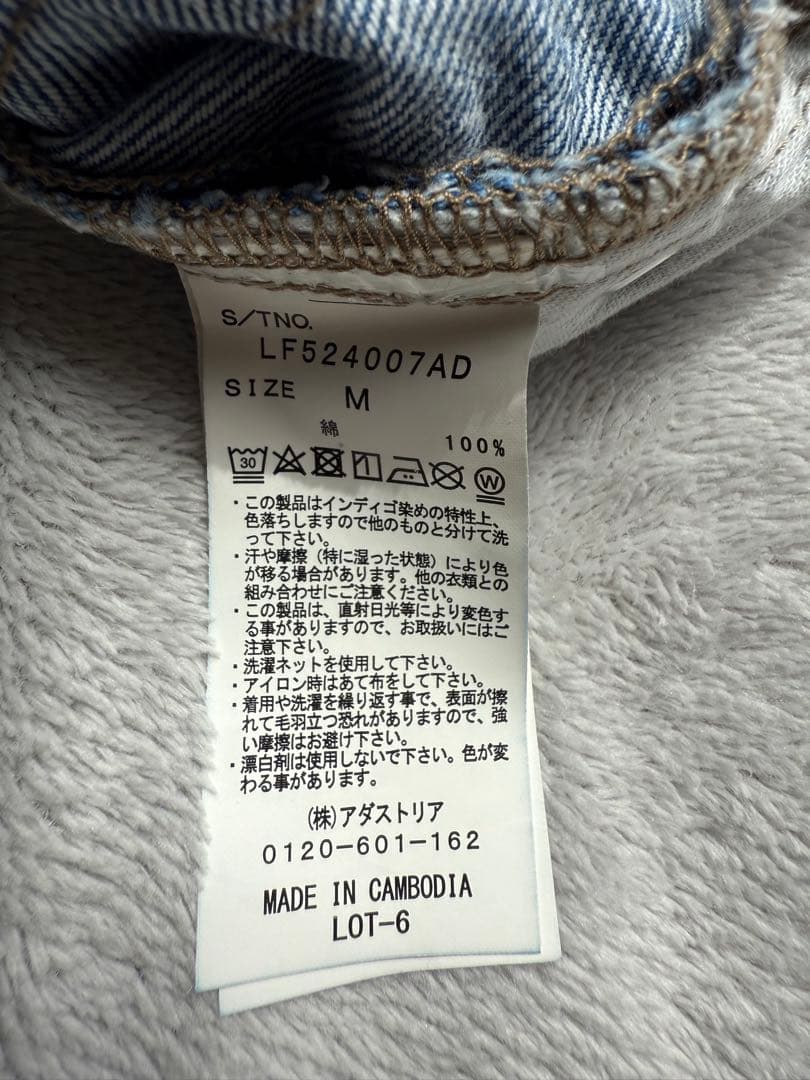 S/TNO.
LF524007AD
SIZE M
綿
100%
30
W
・この製品はインディゴ染めの特性上、
色落ちしますので他のものと分けて洗
って下さい。
・汗や摩擦(特に湿った状態)により色
が移る場合があります。他の衣類との
組み合わせにご注意ください。
・この製品は、直射日光等により変色す
る事がありますので、お取扱いにはご
注意下さい。
・洗濯ネットを使用して下さい。
・アイロン時はあて布をして下さい。
・着用や洗濯を繰り返す事で、表面が擦
れて毛羽立つ恐れがありますので、強
い摩擦はお避け下さい。
・漂白剤は使用しないで下さい。色が変
わる事があります。
(株)アダストリア
0120-601-162
MADE IN CAMBODIA
LOT-6